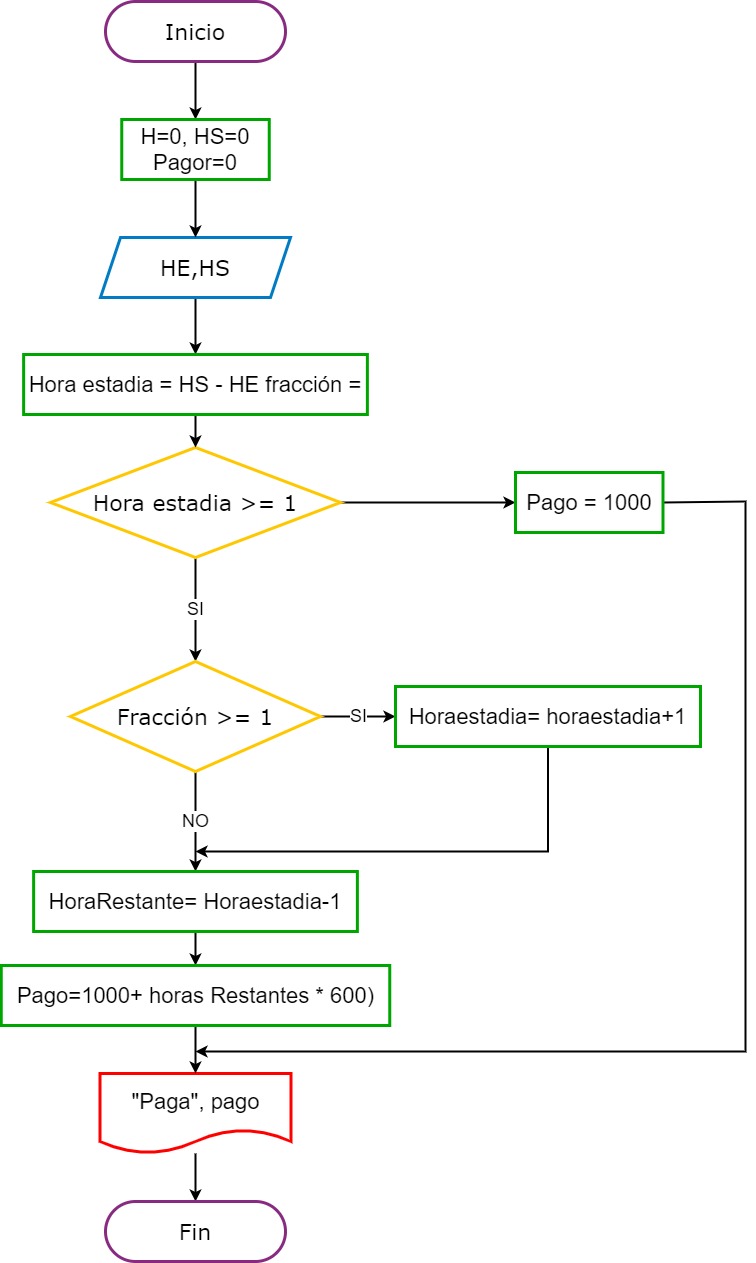 Inicio
H=0, HS=0
Pagor=0
HE,HS
Hora estadia = HS - HE fracción =
Hora estadia >= 1
Pago = 1000
SI
Fracción >= 1
SI
Horaestadia= horaestadia+1
NO
HoraRestante= Horaestadia-1
Pago=1000+ horas Restantes * 600)
"Paga", pago
Fin